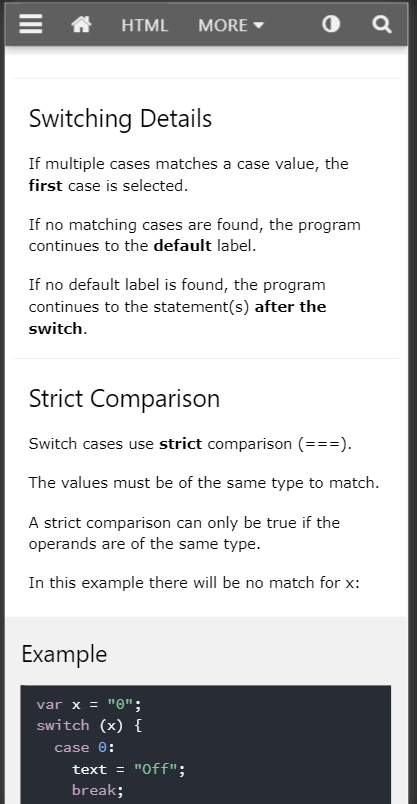 HTML MORE
Switching Details
If multiple cases matches a case value, the
first case is selected.
If no matching cases are found, the program
continues to the default label.
If no default label is found, the program
continues to the statement(s) after the
switch.
Strict Comparison
Switch cases use strict comparison (===).
The values must be of the same type to match.
A strict comparison can only be true if the
operands are of the same type.
In this example there will be no match for x:
Example
var x = "0";
switch (x) {
  case 0:
    text = "Off";
    break;